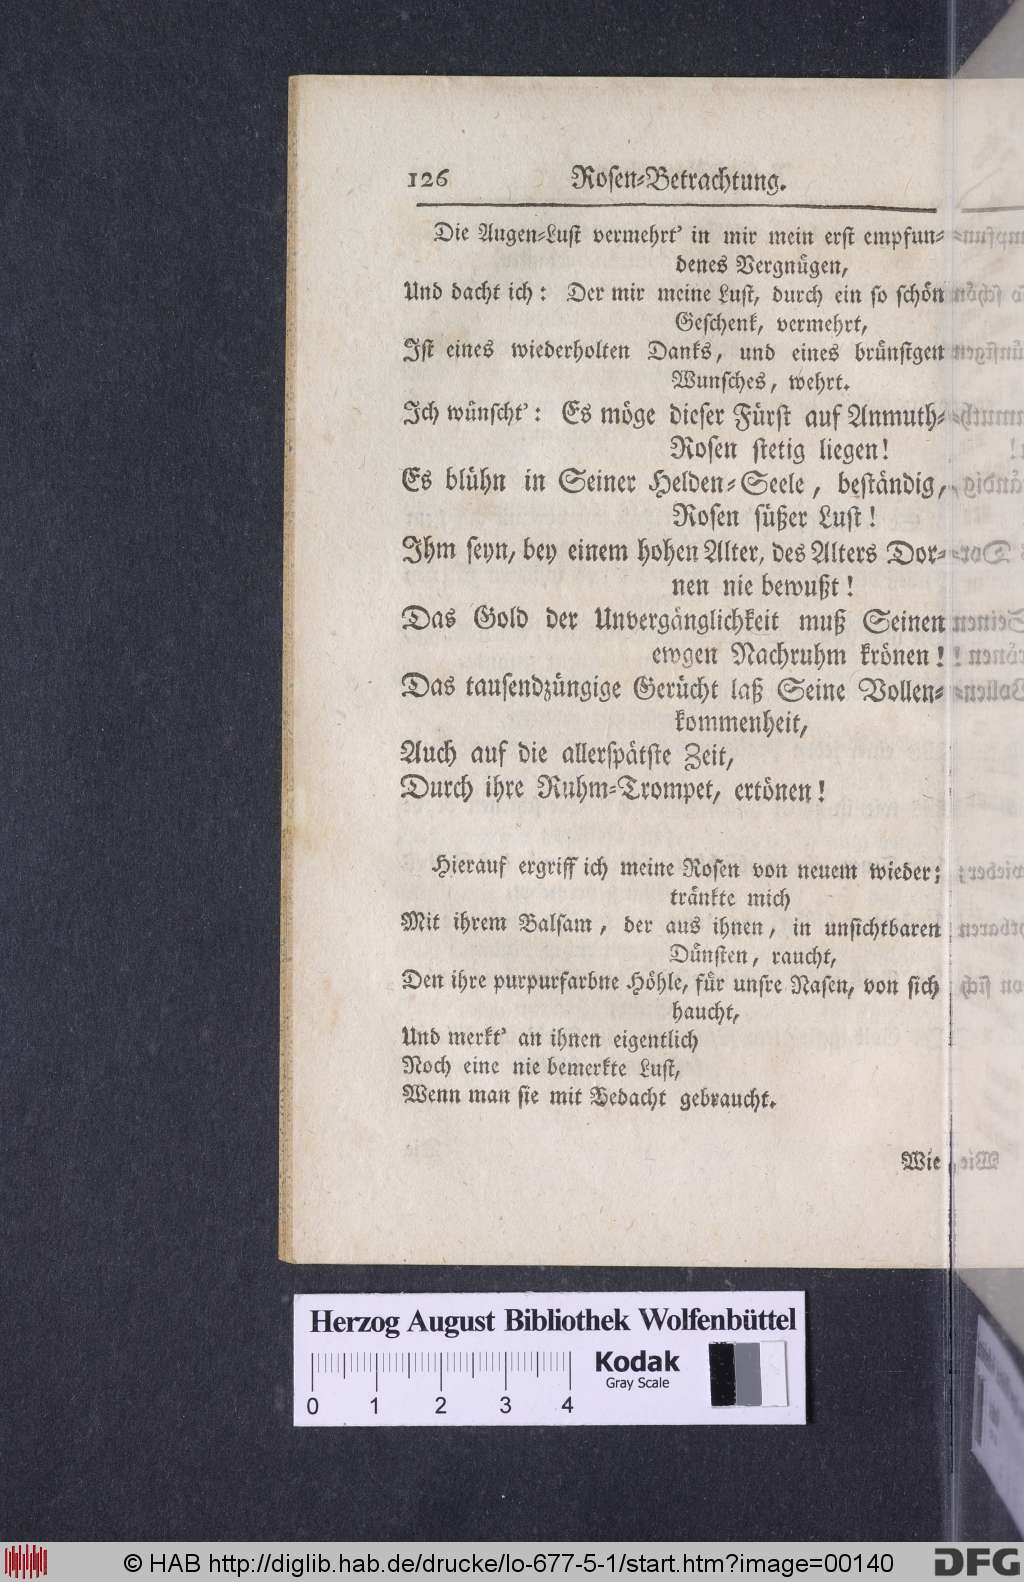 126 Rosen-Betrachtung.
Die Augen-Lust vermehrt' in mir mein erst empfun-
denes Vergnügen,
Und dacht ich: Der mir meine Lust, durch ein so schön
Geschenk, vermehrt,
Ist eines wiederholten Danks, und eines brünstgen
Wunsches, wehrt.
Ich wünscht': Es möge dieser Fürst auf Anmuth-
Rosen stetig liegen!
Es blühn in Seiner Helden-Seele, beständig,
Rosen süßer Lust!
Ihm seyn, bey einem hohen Alter, des Alters Dor-
nen nie bewußt!
Das Gold der Unvergänglichkeit muß Seinen
ewgen Nachruhm krönen!
Das tausendzüngige Gerücht laß Seine Vollen-
kommenheit,
Auch auf die allerspätste Zeit,
Durch ihre Ruhm-Trompet, ertönen!
Hierauf ergriff ich meine Rosen von neuem wieder;
tränkte mich
Mit ihrem Balsam, der aus ihnen, in unsichtbaren
Dünsten, raucht,
Den ihre purpurfarbne Höhle, für unsre Nasen, von sich
haucht,
Und merkt' an ihnen eigentlich
Noch eine nie bemerkte Lust,
Wenn man sie mit Bedacht gebraucht.
Wie
Herzog August Bibliothek Wolfenbüttel
Kodak
Gray Scale
0 1 2 3 4
© HAB http://diglib.hab.de/drucke/lo-677-5-1/start.htm?image=00140
DFG